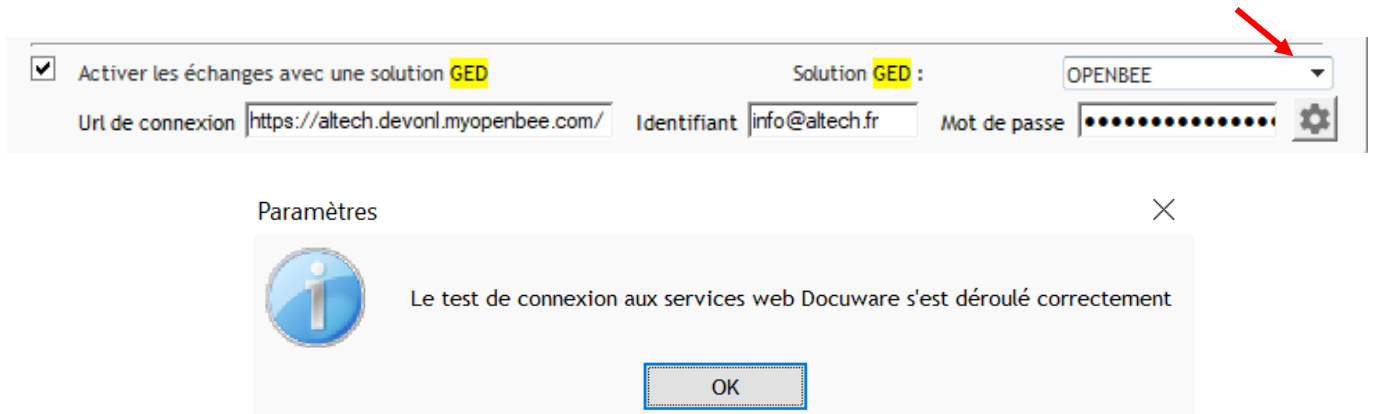 Activer les échanges avec une solution GED Solution GED : OPENBEE
Url de connexion https://altech.devonl.myopenbee.com/ Identifiant info@altech.fr Mot de passe •••••••••••••••
Paramètres
Le test de connexion aux services web Docuware s'est déroulé correctement
OK